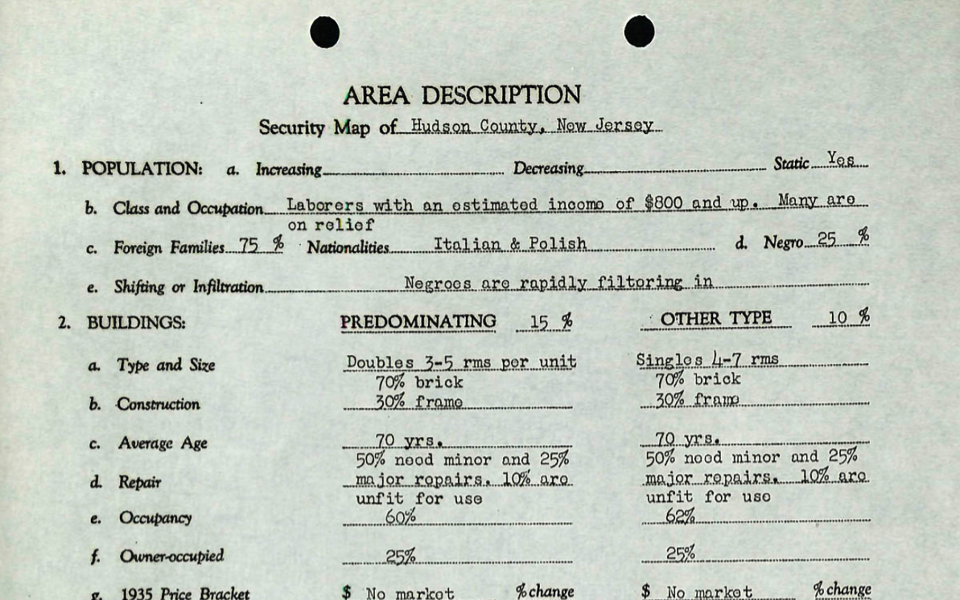 AREA DESCRIPTION
Security Map of Hudson County, New Jersey
1. POPULATION: a. Increasing Decreasing Static Yes
b. Class and Occupation Laborers with an estimated income of $800 and up. Many are
on relief
c. Foreign Families 75 % Nationalities Italian & Polish d. Negro 25 %
e. Shifting or Infiltration Negroes are rapidly filtoring in
2. BUILDINGS: PREDOMINATING 15 % OTHER TYPE 10 %
a. Type and Size Doubles 3-5 rms per unit Singles 4-7 rms
70% brick 70% brick
b. Construction 30% frame 30% frame
c. Average Age 70 yrs. 70 yrs.
50% need minor and 25% 50% need minor and 25%
d. Repair major repairs. 10% are major repairs. 10% are
unfit for use unfit for use
e. Occupancy 60% 62%
f. Owner-occupied 25% 25%
g. 1935 Price Bracket $ No market % change $ No market % change